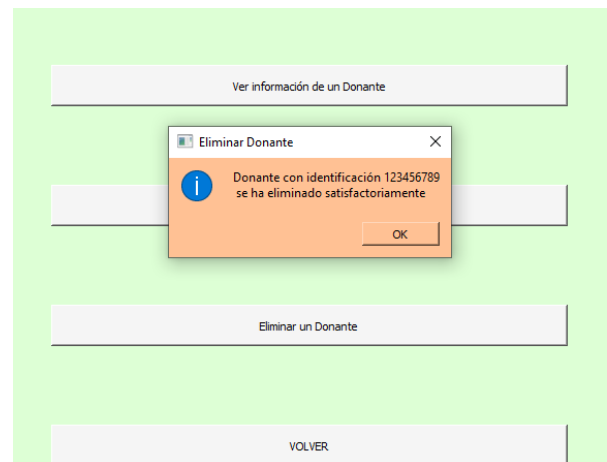 Ver información de un Donante
Eliminar Donante
Donante con identificación 123456789
se ha eliminado satisfactoriamente
OK
Eliminar un Donante
VOLVER